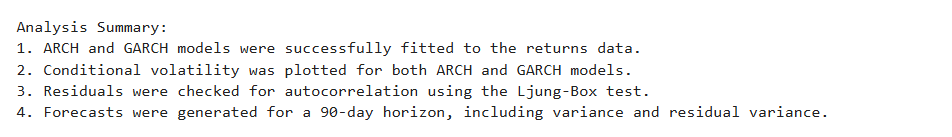 Analysis Summary:
1. ARCH and GARCH models were successfully fitted to the returns data.
2. Conditional volatility was plotted for both ARCH and GARCH models.
3. Residuals were checked for autocorrelation using the Ljung-Box test.
4. Forecasts were generated for a 90-day horizon, including variance and residual variance.